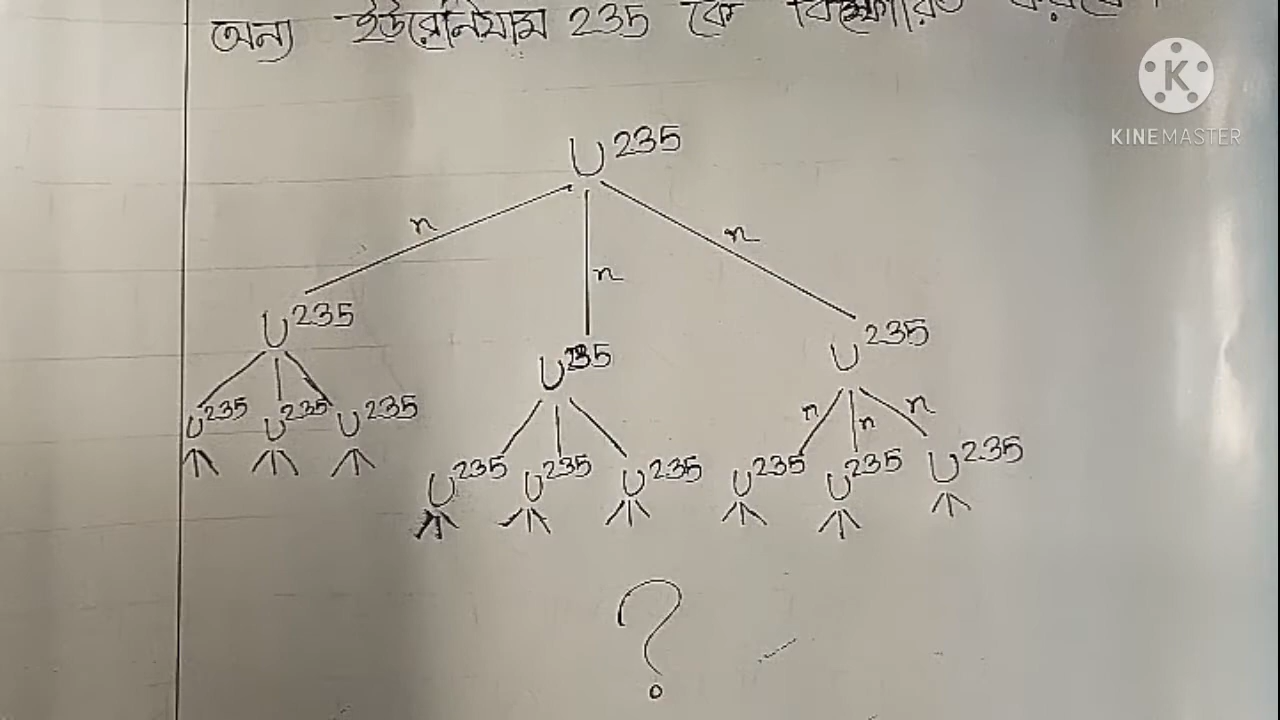 অন্য ইউরেনিয়াম 235 কে
K
KINEMASTER
U²³⁵
n n n
U²³⁵ U²³⁵ U²³⁵
n n n
U²³⁵ U²³⁵ U²³⁵ U²³⁵ U²³⁵ U²³⁵ U²³⁵ U²³⁵ U²³⁵
?